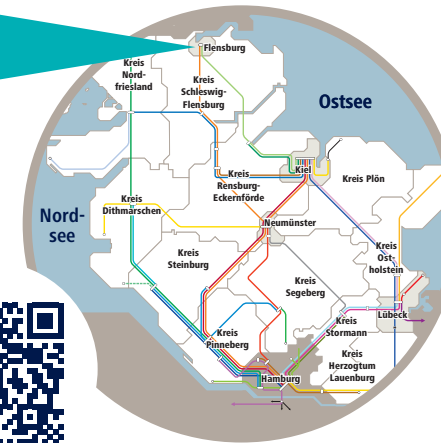 Flensburg
Kreis
Nord-
friesland
Kreis
Schleswig-
Flensburg
Ostsee
Kiel
Kreis
Rensburg-
Eckernförde
Kreis Plön
Kreis
Dithmarschen
Nord-
see
Neumünster
Kreis
Ost-
holstein
Kreis
Steinburg
Kreis
Segeberg
Lübeck
Kreis
Stormann
Kreis
Pinneberg
Kreis
Herzogtum
Lauenburg
Hamburg